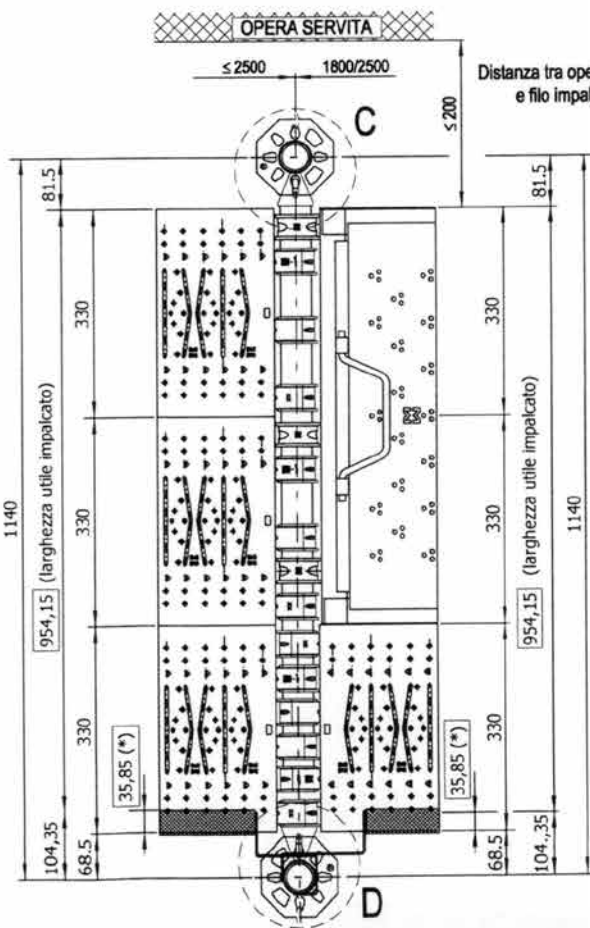 OPERA SERVITA
≤ 2500
1800/2500
Distanza tra ope
e filo impal
≤200
C
81.5
81.5
330
330
330
330
330
330
1140
1140
954,15 (larghezza utile impalcato)
954,15 (larghezza utile impalcato)
35,85 (*)
35,85 (*)
104,35
104.,35
68.5
68.5
D